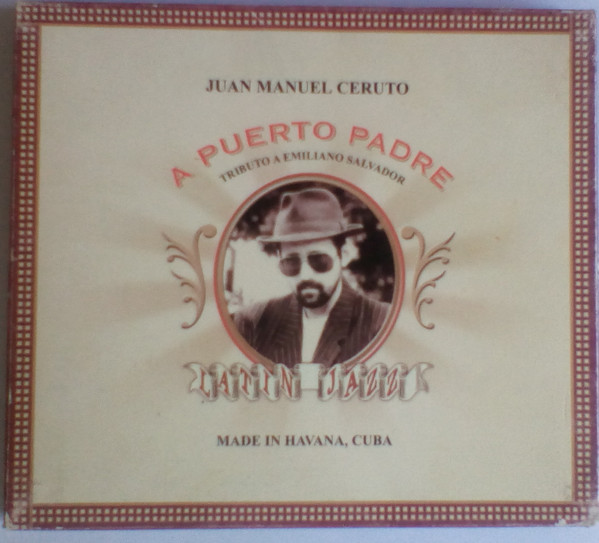 JUAN MANUEL CERUTO
A PUERTO PADRE
TRIBUTO A EMILIANO SALVADOR
LATIN JAZZ
MADE IN HAVANA, CUBA